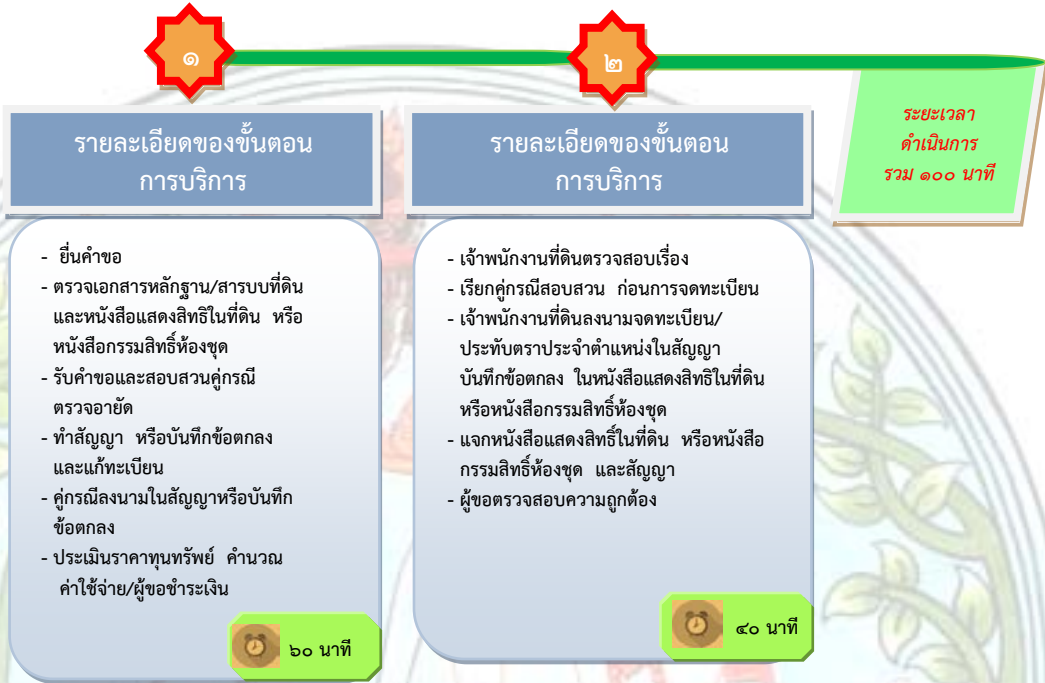 ๑
๒
ระยะเวลา
ดำเนินการ
รวม ๑๐๐ นาที
รายละเอียดของขั้นตอน
การบริการ
- ยื่นคำขอ
- ตรวจเอกสารหลักฐาน/สารบบที่ดิน
และหนังสือแสดงสิทธิในที่ดิน หรือ
หนังสือกรรมสิทธิ์ห้องชุด
- รับคำขอและสอบสวนคู่กรณี
ตรวจอายัด
- ทำสัญญา หรือบันทึกข้อตกลง
และแก้ทะเบียน
- คู่กรณีลงนามในสัญญาหรือบันทึก
ข้อตกลง
- ประเมินราคาทุนทรัพย์ คำนวณ
ค่าใช้จ่าย/ผู้ขอชำระเงิน
๖๐ นาที
รายละเอียดของขั้นตอน
การบริการ
- เจ้าพนักงานที่ดินตรวจสอบเรื่อง
- เรียกคู่กรณีสอบสวน ก่อนการจดทะเบียน
- เจ้าพนักงานที่ดินลงนามจดทะเบียน/
ประทับตราประจำตำแหน่งในสัญญา
บันทึกข้อตกลง ในหนังสือแสดงสิทธิในที่ดิน
หรือหนังสือกรรมสิทธิ์ห้องชุด
- แจกหนังสือแสดงสิทธิ์ในที่ดิน หรือหนังสือ
กรรมสิทธิ์ห้องชุด และสัญญา
- ผู้ขอตรวจสอบความถูกต้อง
๔๐ นาที